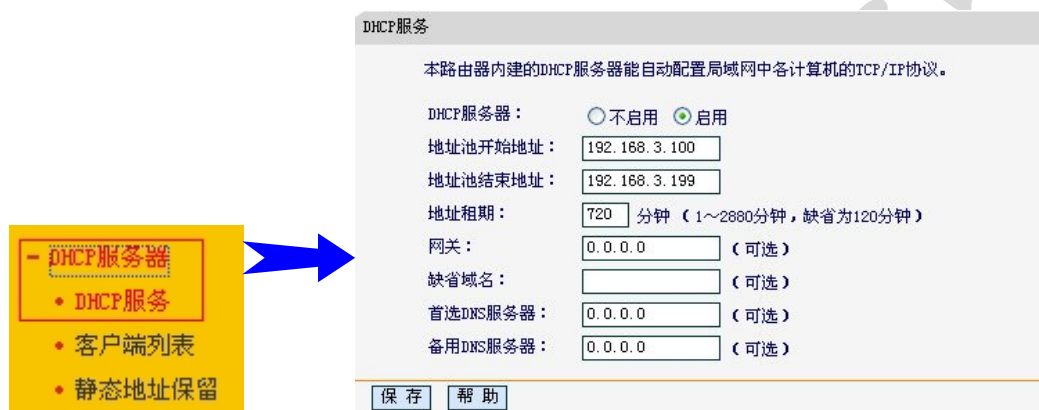 DHCP服务
本路由器内建的DHCP服务器能自动配置局域网中各计算机的TCP/IP协议。
DHCP服务器： 不启用 启用
地址池开始地址： 192.168.3.100
地址池结束地址： 192.168.3.199
地址租期： 720 分钟（1～2880分钟，缺省为120分钟）
网关： 0.0.0.0 （可选）
缺省域名： （可选）
首选DNS服务器： 0.0.0.0 （可选）
备用DNS服务器： 0.0.0.0 （可选）
保 存 帮 助
－ DHCP服务器
• DHCP服务
• 客户端列表
• 静态地址保留